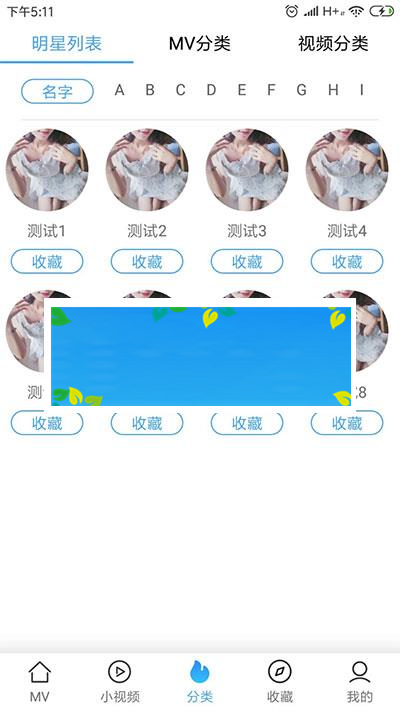 下午5:11 H+
明星列表 MV分类 视频分类
名字 A B C D E F G H I
测试1 测试2 测试3 测试4
收藏 收藏 收藏 收藏
测 8
收藏 收藏 收藏 收藏
MV 小视频 分类 收藏 我的